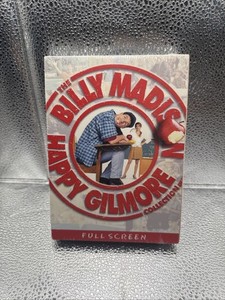 THE
BILLY MADISON
HAPPY GILMORE
COLLECTION
FULL SCREEN